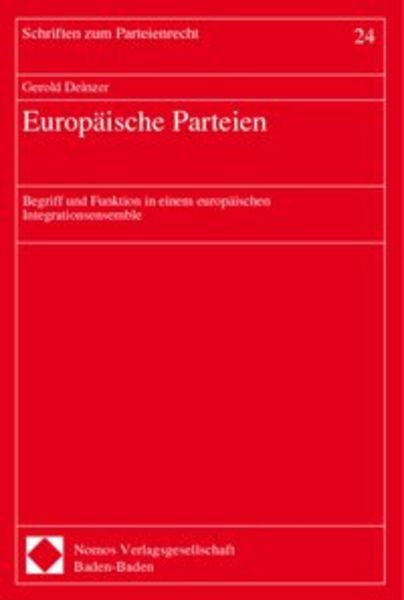 Schriften zum Parteienrecht 24
Gerold Deinzer
Europäische Parteien
Begriff und Funktion in einem europäischen
Integrationsensemble
Nomos Verlagsgesellschaft
Baden-Baden